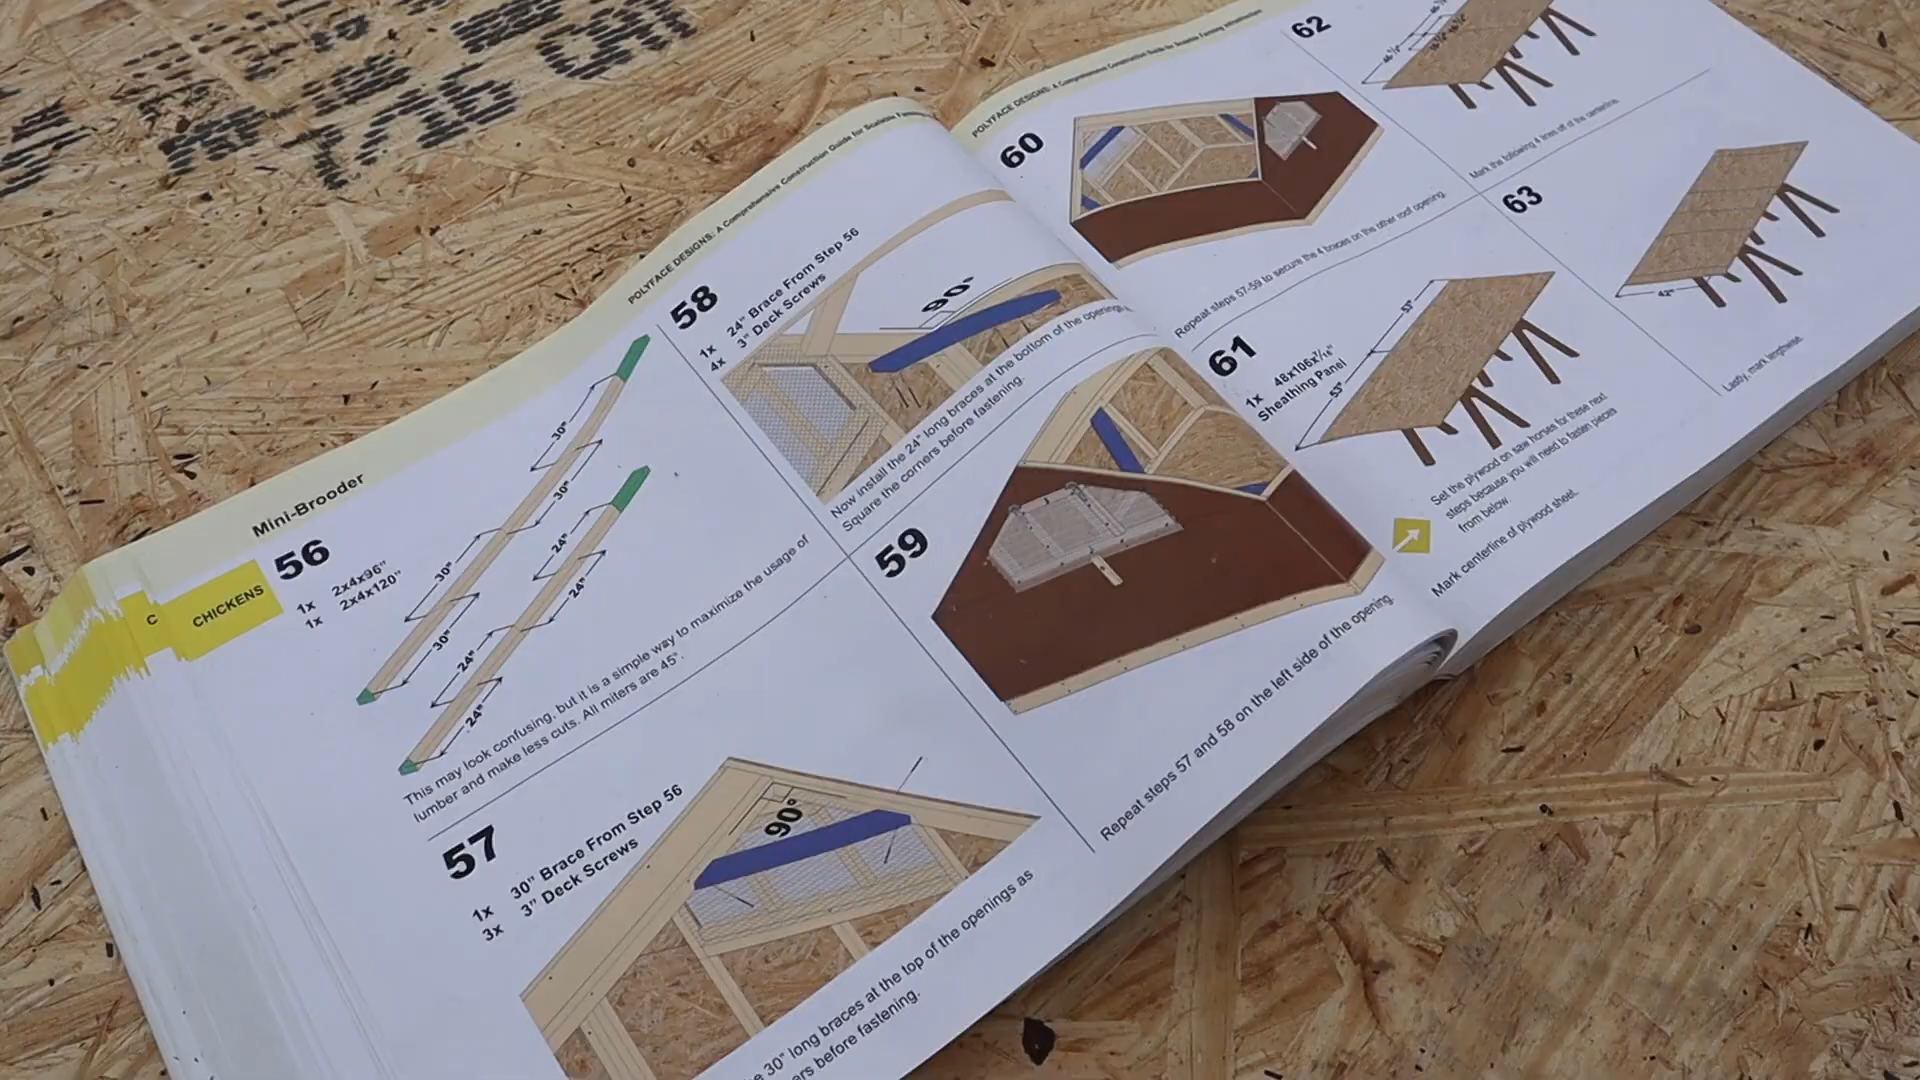 POLYFACE DESIGNS: A Comprehensive Construction Guide for Scalable Farming
Mini-Brooder
C
CHICKENS
56
1x 2x4x96"
1x 2x4x120"
30"
30"
30"
30"
24"
24"
24"
24"
This may look confusing, but it is a simple way to maximize the usage of
lumber and make less cuts. All miters are 45°.
57
1x 30" Brace From Step 56
3x 3" Deck Screws
90°
30" long braces at the top of the openings as
before fastening.
58
1x 24" Brace From Step 56
4x 3" Deck Screws
90°
Now install the 24" long braces at the bottom of the openings
Square the corners before fastening.
59
Repeat steps 57 and 58 on the left side of the opening.
POLYFACE DESIGNS: A Comprehensive Construction Guide for Scalable Farming
60
Repeat steps 57-59 to secure the 4 braces on the other roof opening.
61
1x 48x106x7/16"
Sheathing Panel
53"
53"
Set the plywood on saw horses for these next
steps because you will need to fasten pieces
from below
Mark centerline of plywood sheet.
62
Mark the following 4 lines off of the centerline.
63
42"
Lastly, mark lengthwise.